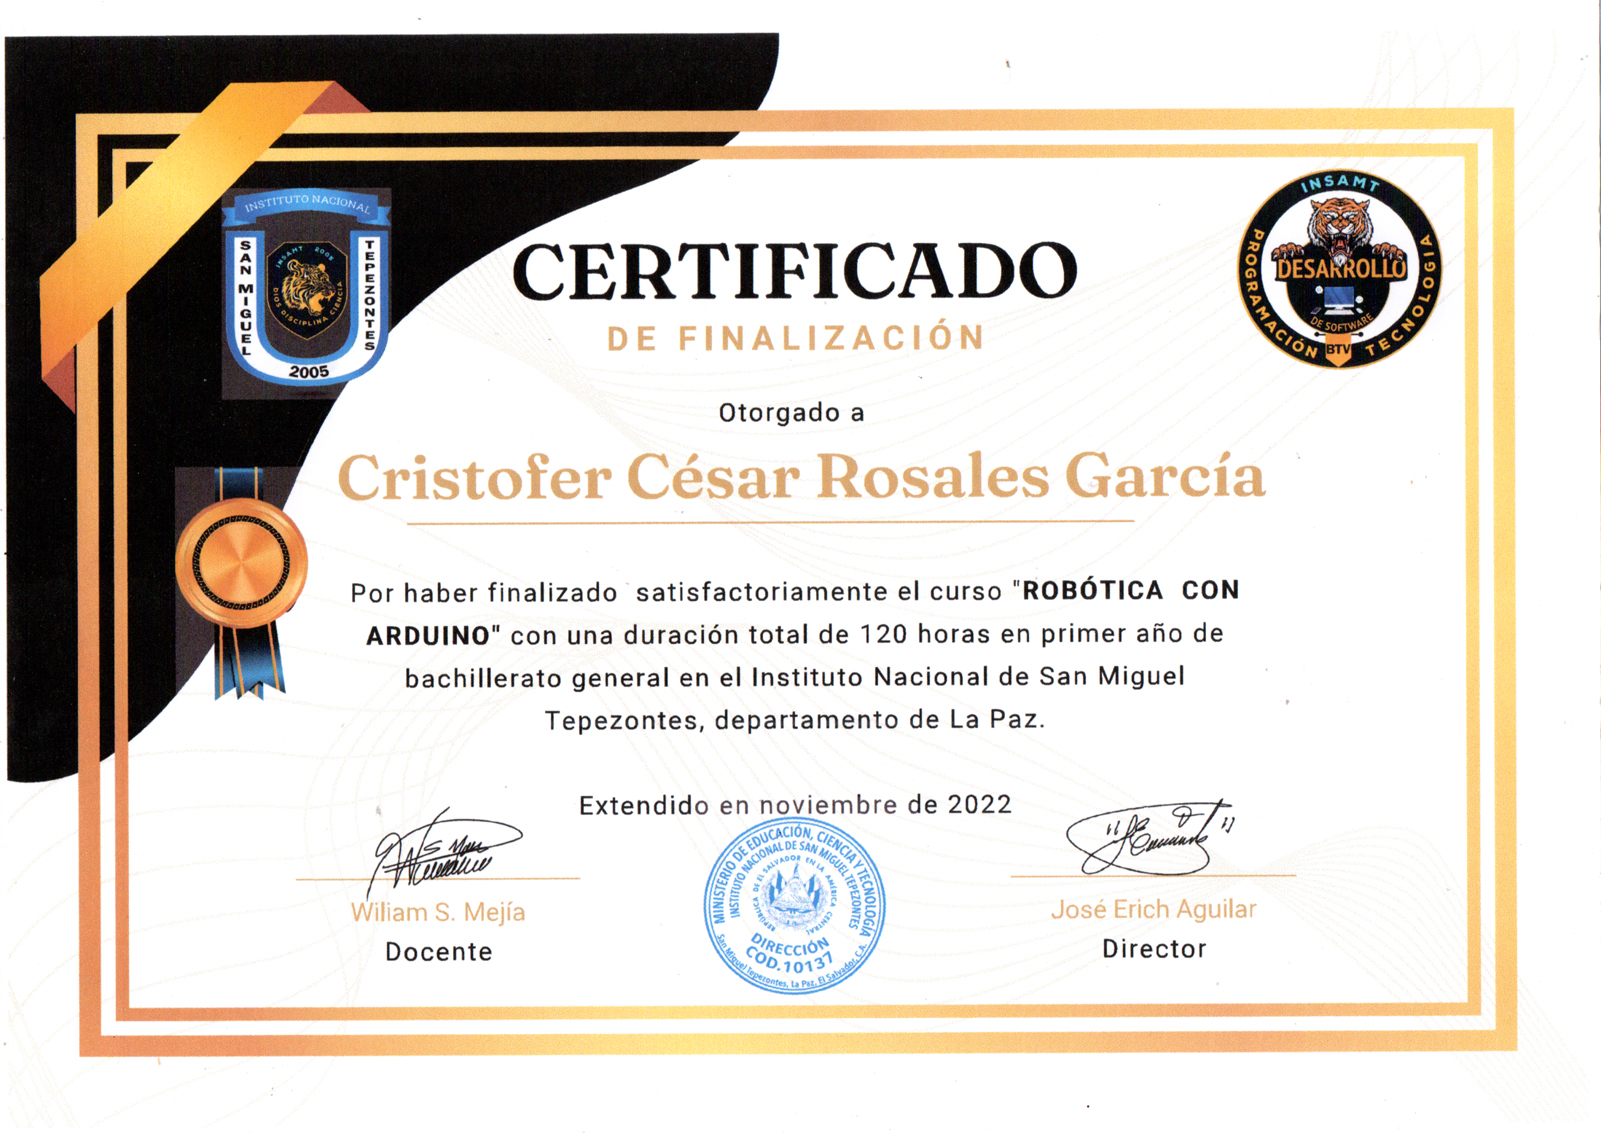 INSTITUTO NACIONAL
SAN MIGUEL
TEPEZONTES
INSAMT 2005
DIOS DISCIPLINA CIENCIA
2005
INSAMT
PROGRAMACIÓN
TECNOLOGIA
DESARROLLO
DE SOFTWARE
BTV
CERTIFICADO
DE FINALIZACIÓN
Otorgado a
Cristofer César Rosales García
Por haber finalizado satisfactoriamente el curso "ROBÓTICA CON
ARDUINO" con una duración total de 120 horas en primer año de
bachillerato general en el Instituto Nacional de San Miguel
Tepezontes, departamento de La Paz.
Extendido en noviembre de 2022
Wiliam S. Mejía
Docente
MINISTERIO DE EDUCACIÓN, CIENCIA Y TECNOLOGÍA
INSTITUTO NACIONAL DE SAN MIGUEL TEPEZONTES
REPÚBLICA DE EL SALVADOR EN LA AMÉRICA CENTRAL
DIRECCIÓN
COD.10137
San Miguel Tepezontes, La Paz, El Salvador, C.A.
José Erich Aguilar
Director